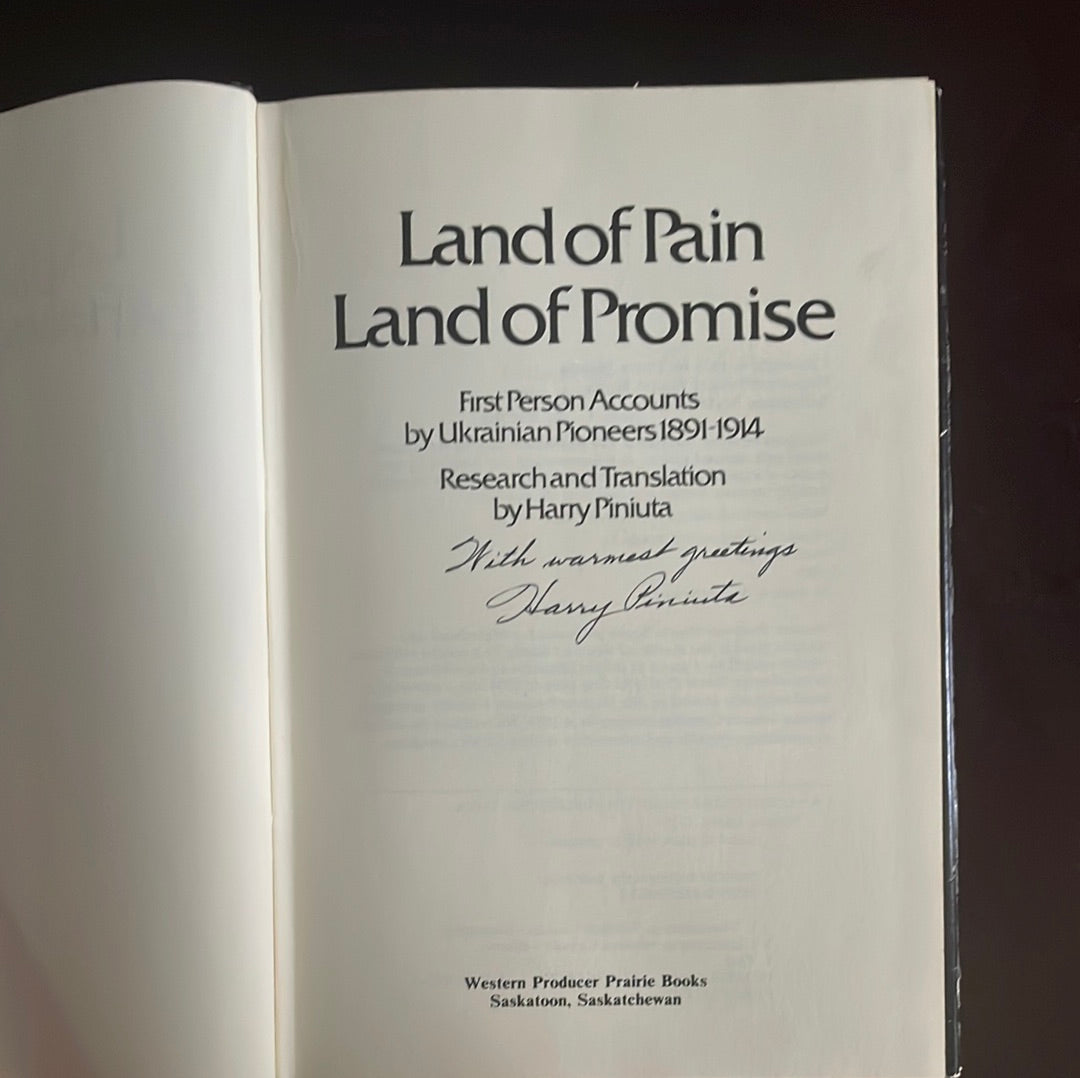 Land of Pain
Land of Promise
First Person Accounts
by Ukrainian Pioneers 1891-1914
Research and Translation
by Harry Piniuta
With warmest greetings
Harry Piniuta
Western Producer Prairie Books
Saskatoon, Saskatchewan